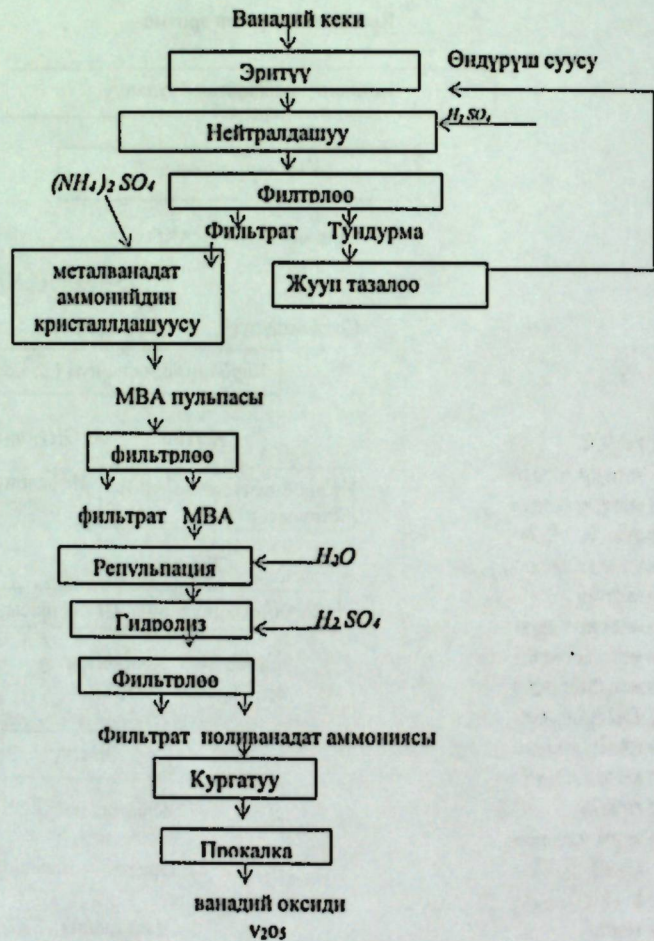 Ванадий кеки
Эритүү
Өндүрүш суусу
Нейтралдашуу
H₂SO₄
Филтрлоо
(NH₄)₂SO₄
Фильтрат Тундурма
металванадат
аммонийдин
кристаллдашуусу
Жууп тазалоо
МВА пульпасы
фильтрлоо
фильтрат МВА
Репульпация
H₂O
Гидролиз
H₂SO₄
Фильтрлоо
Фильтрат поливанадат аммониясы
Кургатуу
Прокалка
ванадий оксиди
V₂O₅